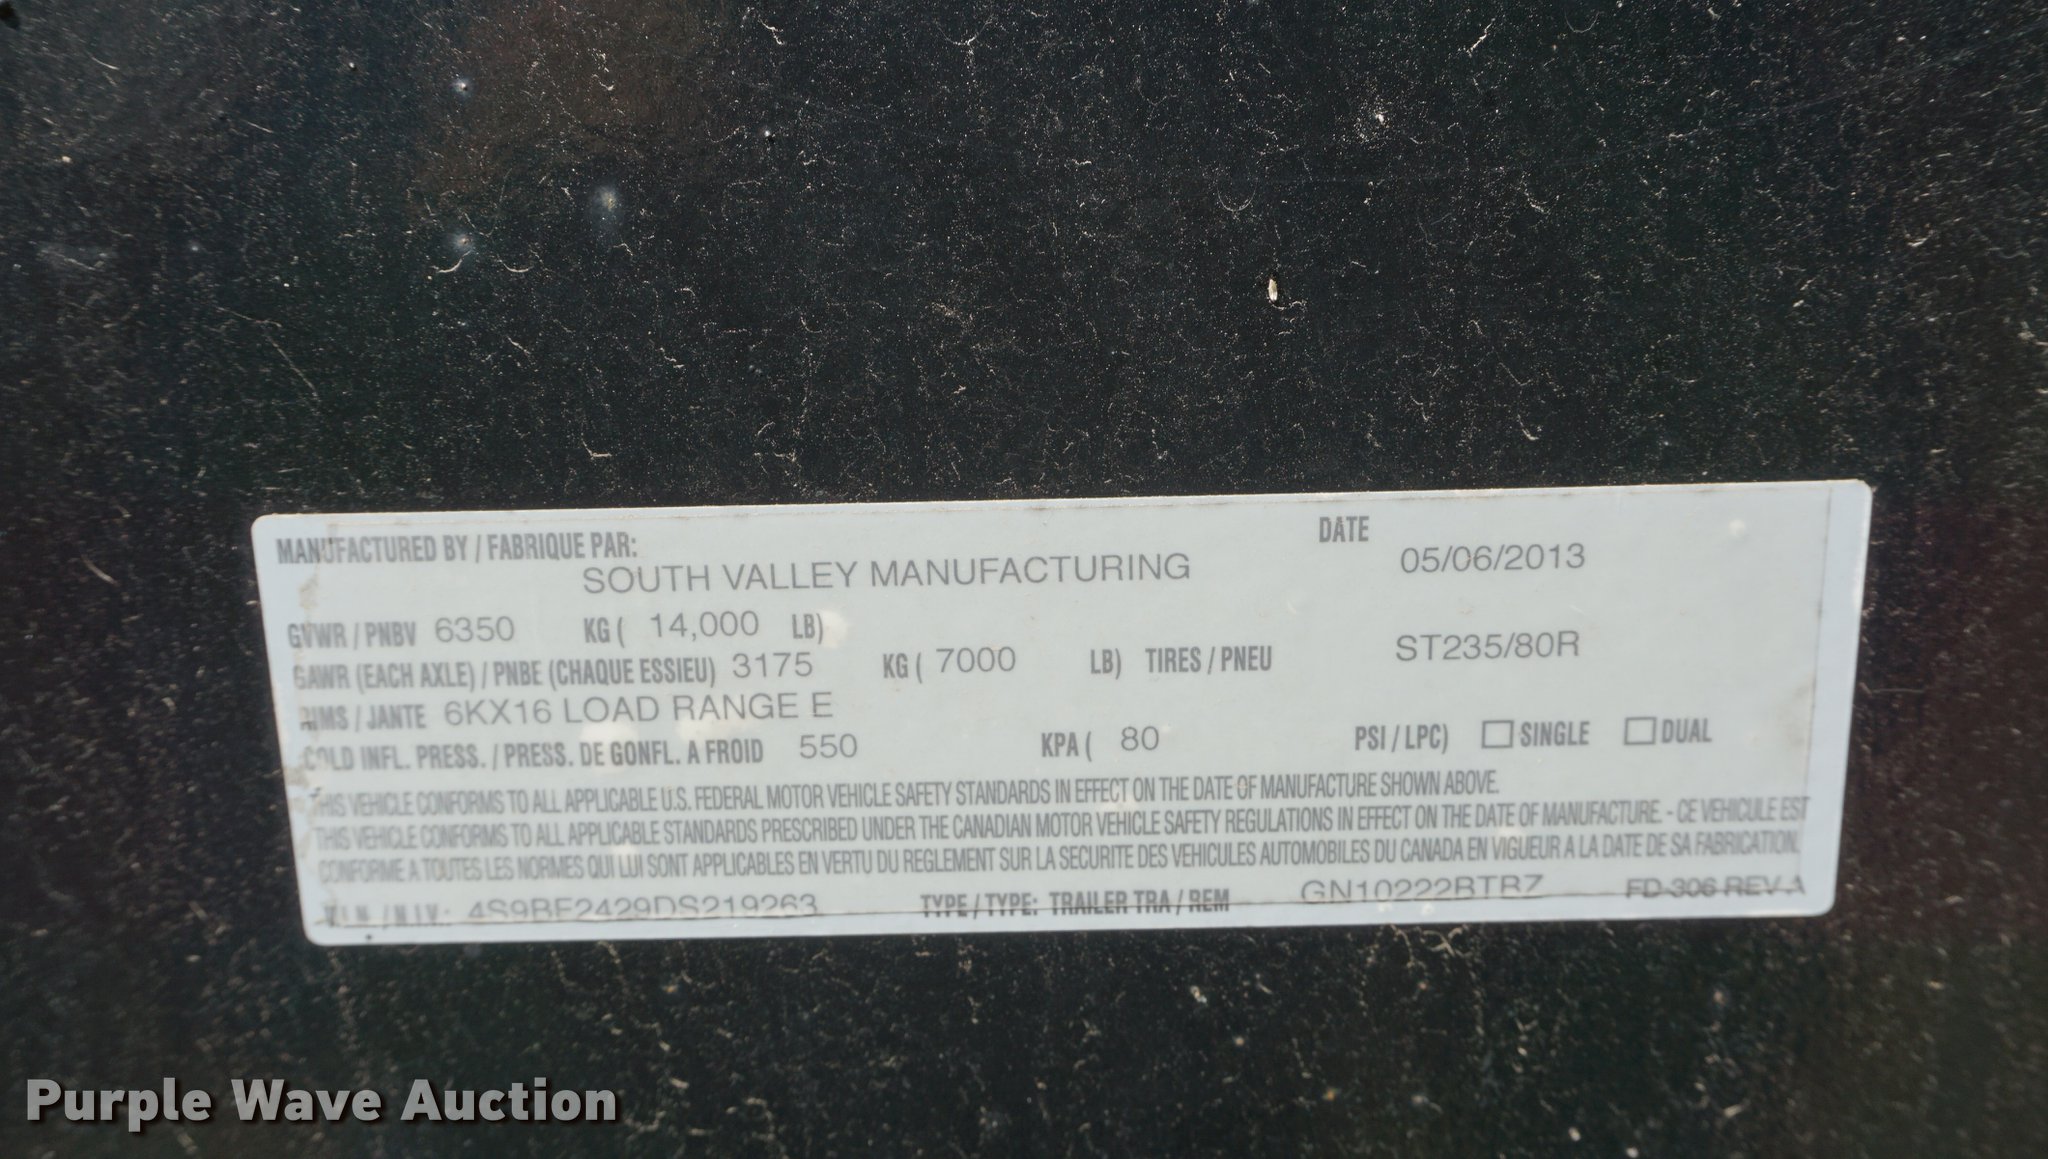 MANUFACTURED BY / FABRIQUE PAR: DATE
SOUTH VALLEY MANUFACTURING 05/06/2013
GVWR / PNBV 6350 KG ( 14,000 LB)
GAWR (EACH AXLE) / PNBE (CHAQUE ESSIEU) 3175 KG ( 7000 LB) TIRES / PNEU ST235/80R
RIMS / JANTE 6KX16 LOAD RANGE E
COLD INFL. PRESS. / PRESS. DE GONFL. A FROID 550 KPA ( 80 PSI / LPC) SINGLE DUAL
THIS VEHICLE CONFORMS TO ALL APPLICABLE U.S. FEDERAL MOTOR VEHICLE SAFETY STANDARDS IN EFFECT ON THE DATE OF MANUFACTURE SHOWN ABOVE.
THIS VEHICLE CONFORMS TO ALL APPLICABLE STANDARDS PRESCRIBED UNDER THE CANADIAN MOTOR VEHICLE SAFETY REGULATIONS IN EFFECT ON THE DATE OF MANUFACTURE. - CE VEHICULE EST
CONFORME A TOUTES LES NORMES QUI LUI SONT APPLICABLES EN VERTU DU REGLEMENT SUR LA SECURITE DES VEHICULES AUTOMOBILES DU CANADA EN VIGUEUR A LA DATE DE SA FABRICATION.
V.I.N. / N.I.V.: TYPE / TYPE: TRAILER TRA / REM FD-306 REV A
Purple Wave Auction